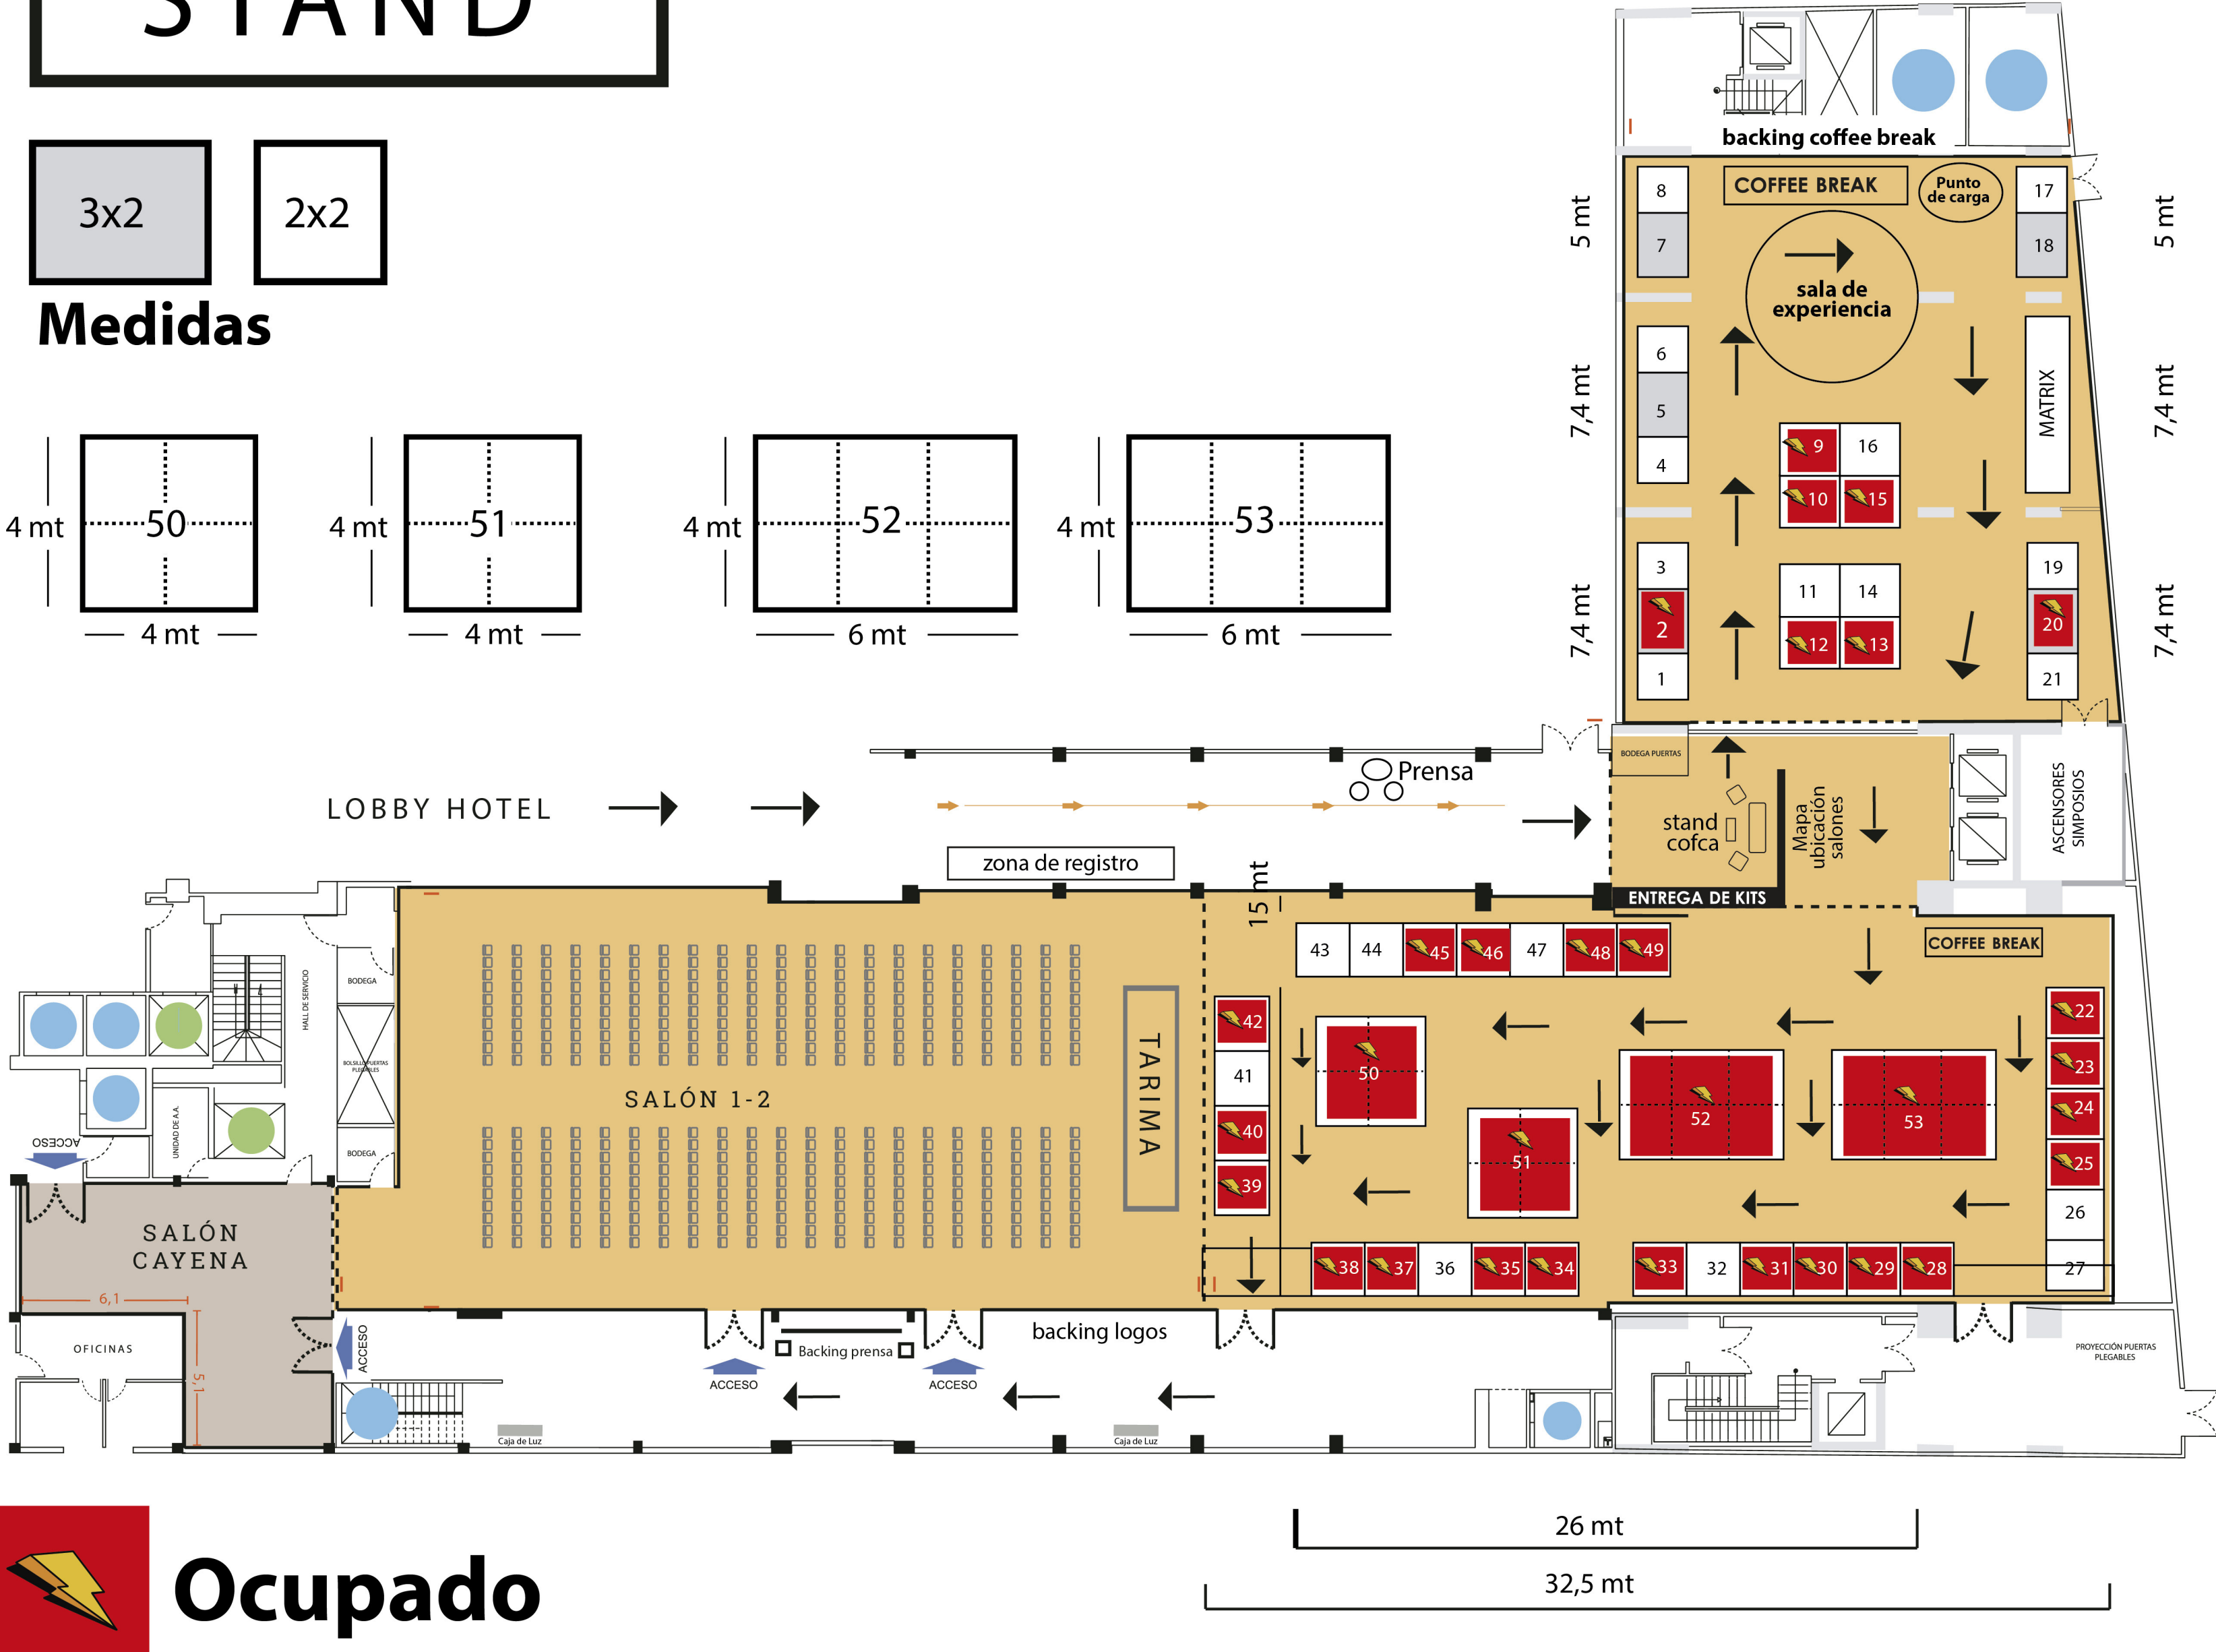 STAND
3x2
2x2
Medidas
4 mt
50
4 mt
4 mt
51
4 mt
4 mt
52
6 mt
4 mt
53
6 mt
backing coffee break
COFFEE BREAK
Punto
de carga
sala de
experiencia
5 mt
7,4 mt
7,4 mt
5 mt
7,4 mt
7,4 mt
8
7
6
5
4
3
2
1
9
16
10
15
11
14
12
13
17
18
MATRIX
19
20
21
BODEGA PUERTAS
stand
cofca
Mapa
ubicación
salones
ASCENSORES
SIMPOSIOS
ENTREGA DE KITS
LOBBY HOTEL
Prensa
zona de registro
15 mt
COFFEE BREAK
43
44
45
46
47
48
49
42
41
40
39
50
51
52
53
22
23
24
25
26
27
38
37
36
35
34
33
32
31
30
29
28
SALÓN 1-2
TARIMA
HALL DE SERVICIO
BODEGA
BOLSILLO PUERTAS
PLEGABLES
BODEGA
UNIDAD DE A.A.
ACCESO
SALÓN
CAYENA
6,1
5,1
OFICINAS
ACCESO
ACCESO
Backing prensa
ACCESO
backing logos
Caja de Luz
Caja de Luz
PROYECCIÓN PUERTAS
PLEGABLES
26 mt
32,5 mt
Ocupado